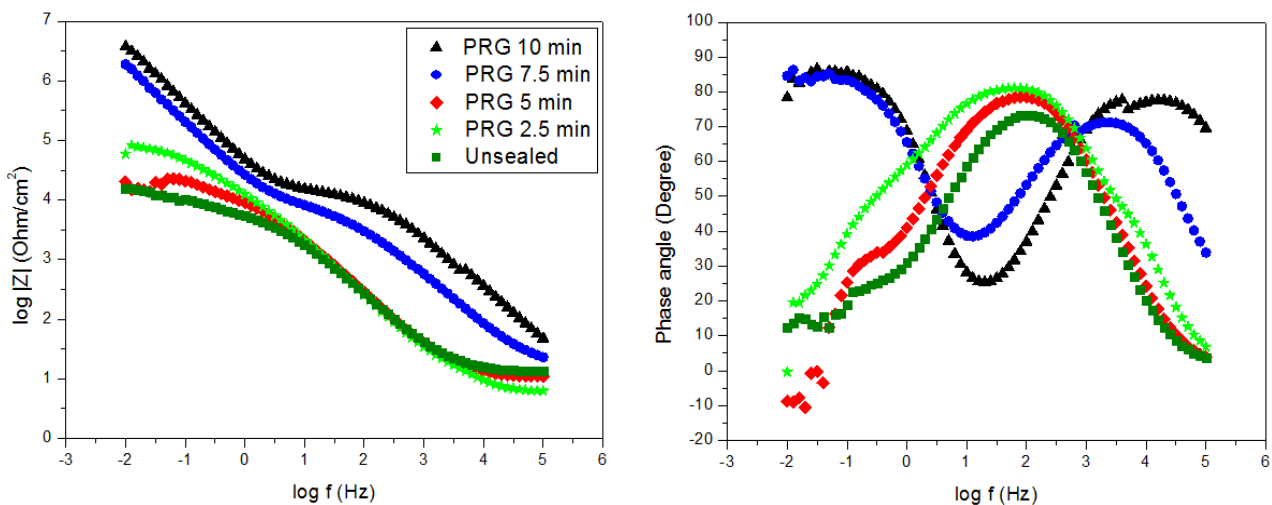 7
6
5
4
3
2
1
0
log |Z| (Ohm/cm²)
-3 -2 -1 0 1 2 3 4 5 6
log f (Hz)
PRG 10 min
PRG 7.5 min
PRG 5 min
PRG 2.5 min
Unsealed
100
90
80
70
60
50
40
30
20
10
0
-10
-20
Phase angle (Degree)
-3 -2 -1 0 1 2 3 4 5 6
log f (Hz)